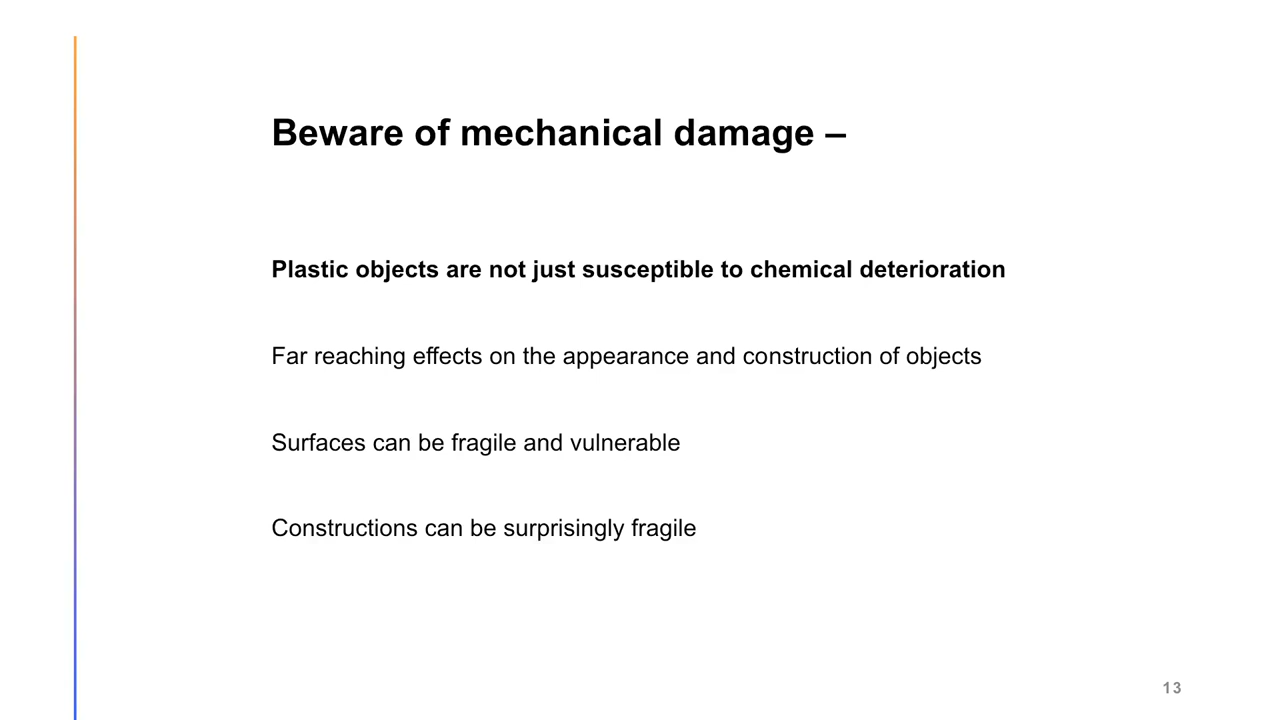 Beware of mechanical damage –
Plastic objects are not just susceptible to chemical deterioration
Far reaching effects on the appearance and construction of objects
Surfaces can be fragile and vulnerable
Constructions can be surprisingly fragile
13